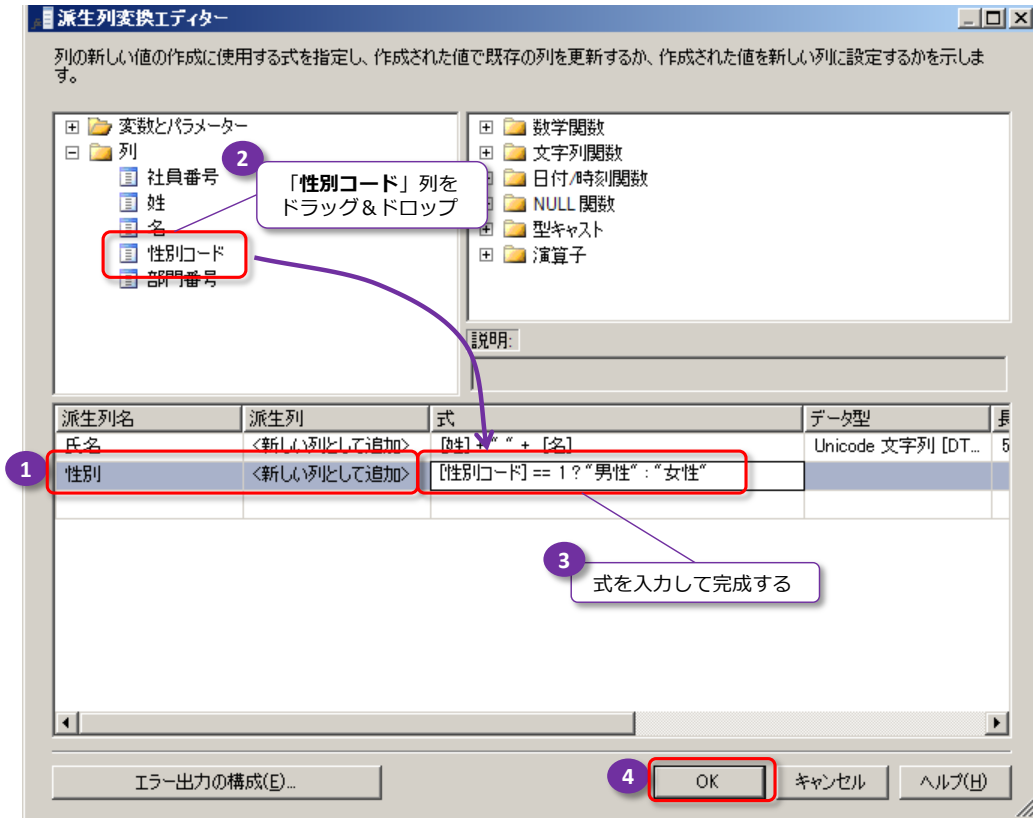 派生列変換エディター
列の新しい値の作成に使用する式を指定し、作成された値で既存の列を更新するか、作成された値を新しい列に設定するかを示しま
す。
変数とパラメーター
列
社員番号
姓
名
性別コード
部門番号
2
「性別コード」列を
ドラッグ＆ドロップ
数学関数
文字列関数
日付/時刻関数
NULL 関数
型キャスト
演算子
説明:
派生列名 派生列 式 データ型 長
氏名 <新しい列として追加> [姓] + " " + [名] Unicode 文字列 [DT... 5
1
性別 <新しい列として追加> [性別コード] == 1 ? "男性" : "女性"
3
式を入力して完成する
エラー出力の構成(E)...
4
OK
キャンセル
ヘルプ(H)